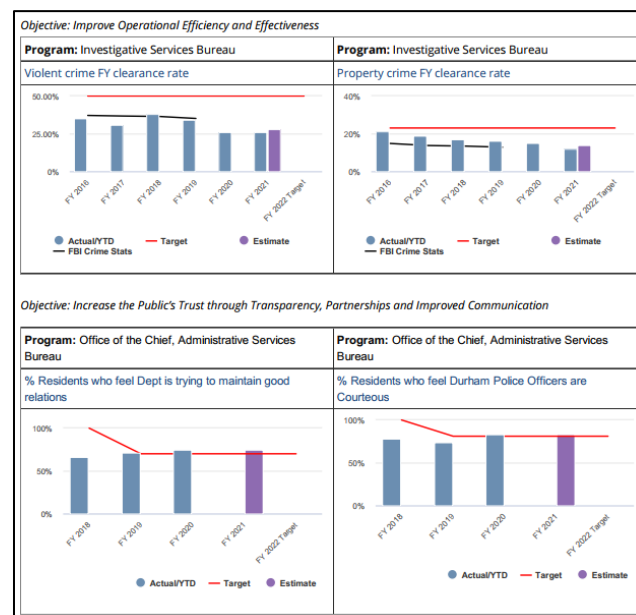 Objective: Improve Operational Efficiency and Effectiveness
Program: Investigative Services Bureau
Violent crime FY clearance rate
50.00%
25.00%
0%
FY 2016
FY 2017
FY 2018
FY 2019
FY 2020
FY 2021
FY 2022 Target
Actual/YTD
Target
Estimate
FBI Crime Stats
Program: Investigative Services Bureau
Property crime FY clearance rate
40%
20%
0%
FY 2016
FY 2017
FY 2018
FY 2019
FY 2020
FY 2021
FY 2022 Target
Actual/YTD
Target
Estimate
FBI Crime Stats
Objective: Increase the Public's Trust through Transparency, Partnerships and Improved Communication
Program: Office of the Chief, Administrative Services
Bureau
% Residents who feel Dept is trying to maintain good
relations
100%
50%
0%
FY 2018
FY 2019
FY 2020
FY 2021
FY 2022 Target
Actual/YTD
Target
Estimate
Program: Office of the Chief, Administrative Services
Bureau
% Residents who feel Durham Police Officers are
Courteous
100%
50%
0%
FY 2018
FY 2019
FY 2020
FY 2021
FY 2022 Target
Actual/YTD
Target
Estimate